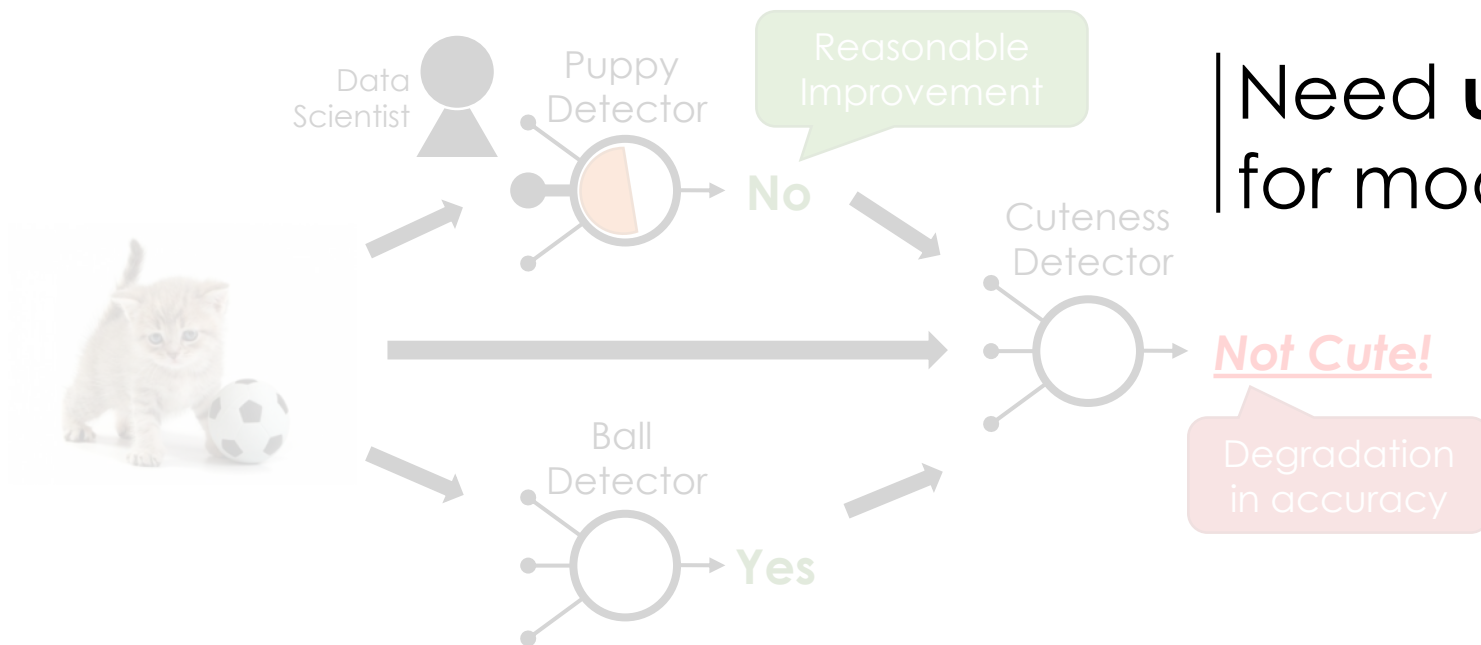 Reasonable
Improvement
Data
Scientist
Puppy
Detector
Need
for
No
Cuteness
Detector
Not Cute!
Ball
Detector
Degradation
in accuracy
Yes